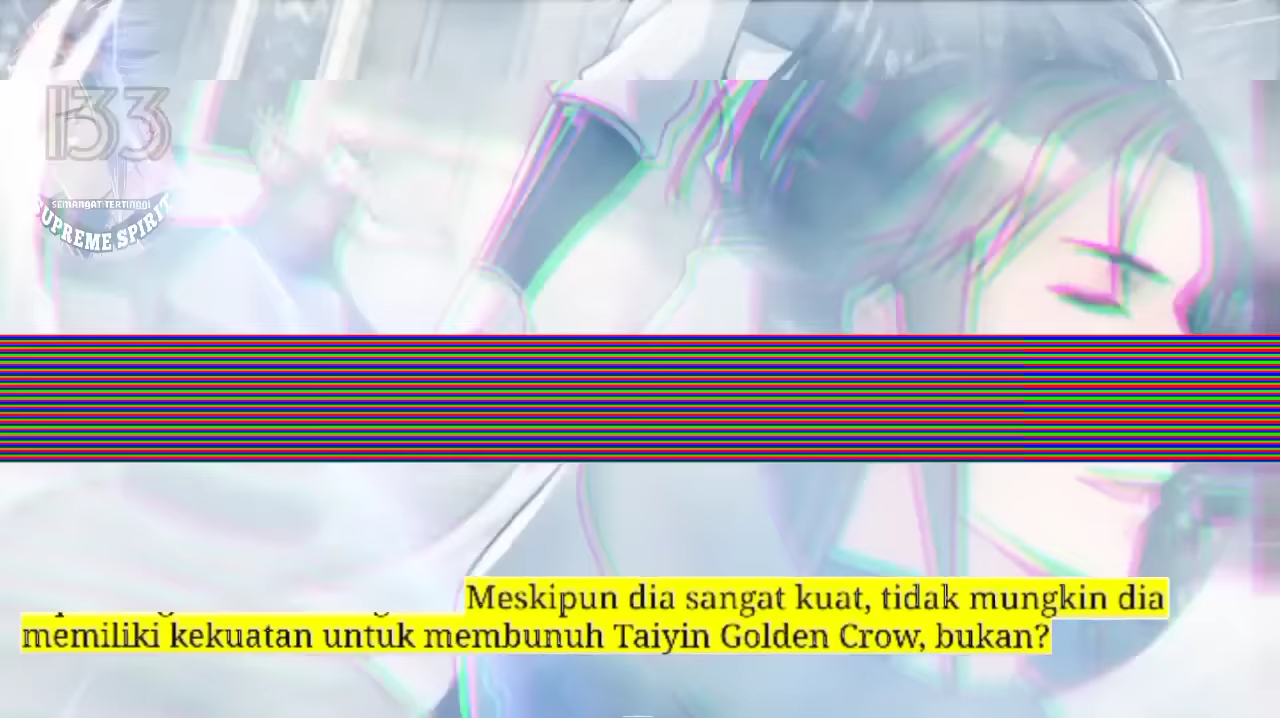 133
SEMANGAT TERTINGGI
SUPREME SPIRIT
Meskipun dia sangat kuat, tidak mungkin dia
memiliki kekuatan untuk membunuh Taiyin Golden Crow, bukan?